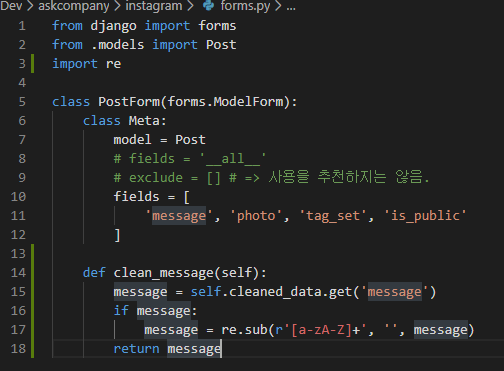 Dev > askcompany > instagram > forms.py > ...
1 from django import forms
2 from .models import Post
3 import re
4
5 class PostForm(forms.ModelForm):
6     class Meta:
7         model = Post
8         # fields = '__all__'
9         # exclude = [] # => 사용을 추천하지는 않음.
10         fields = [
11             'message', 'photo', 'tag_set', 'is_public'
12         ]
13
14     def clean_message(self):
15         message = self.cleaned_data.get('message')
16         if message:
17             message = re.sub(r'[a-zA-Z]+', '', message)
18         return message